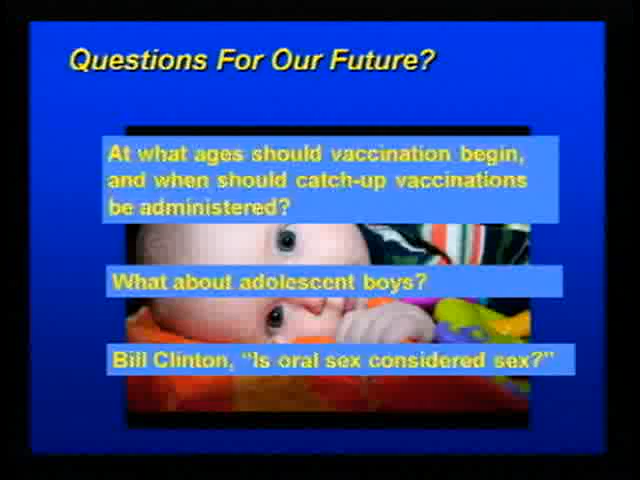 Questions For Our Future?
At what ages should vaccination begin,
and when should catch-up vaccinations
be administered?
What about adolescent boys?
Bill Clinton, “Is oral sex considered sex?”